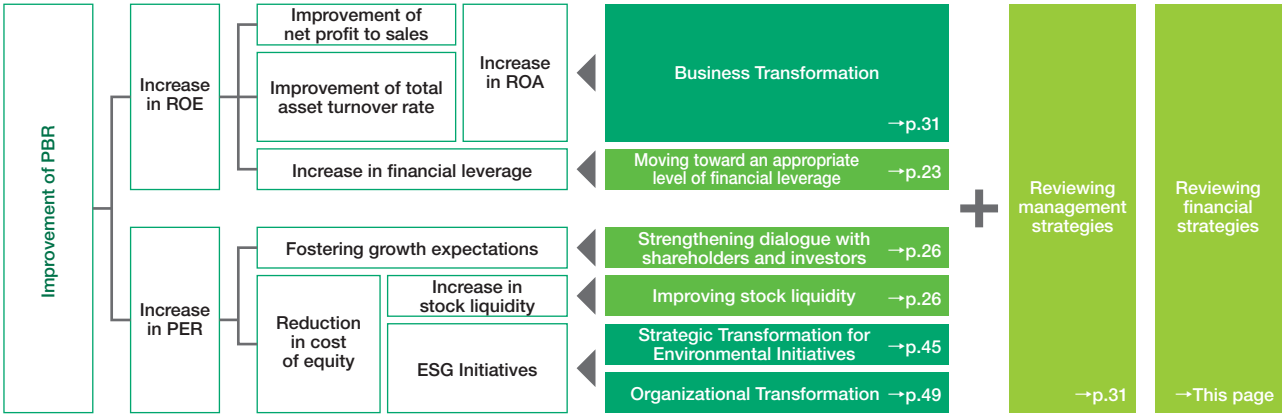 Improvement of PBR
Increase
in ROE
Improvement of
net profit to sales
Improvement of total
asset turnover rate
Increase
in ROA
Increase in financial leverage
Business Transformation
→p.31
Moving toward an appropriate
level of financial leverage
→p.23
Increase
in PER
Fostering growth expectations
Reduction
in cost
of equity
Increase in
stock liquidity
ESG Initiatives
Strengthening dialogue with
shareholders and investors
→p.26
Improving stock liquidity
→p.26
Strategic Transformation for
Environmental Initiatives
→p.45
Organizational Transformation
→p.49
+
Reviewing
management
strategies
→p.31
Reviewing
financial
strategies
→This page